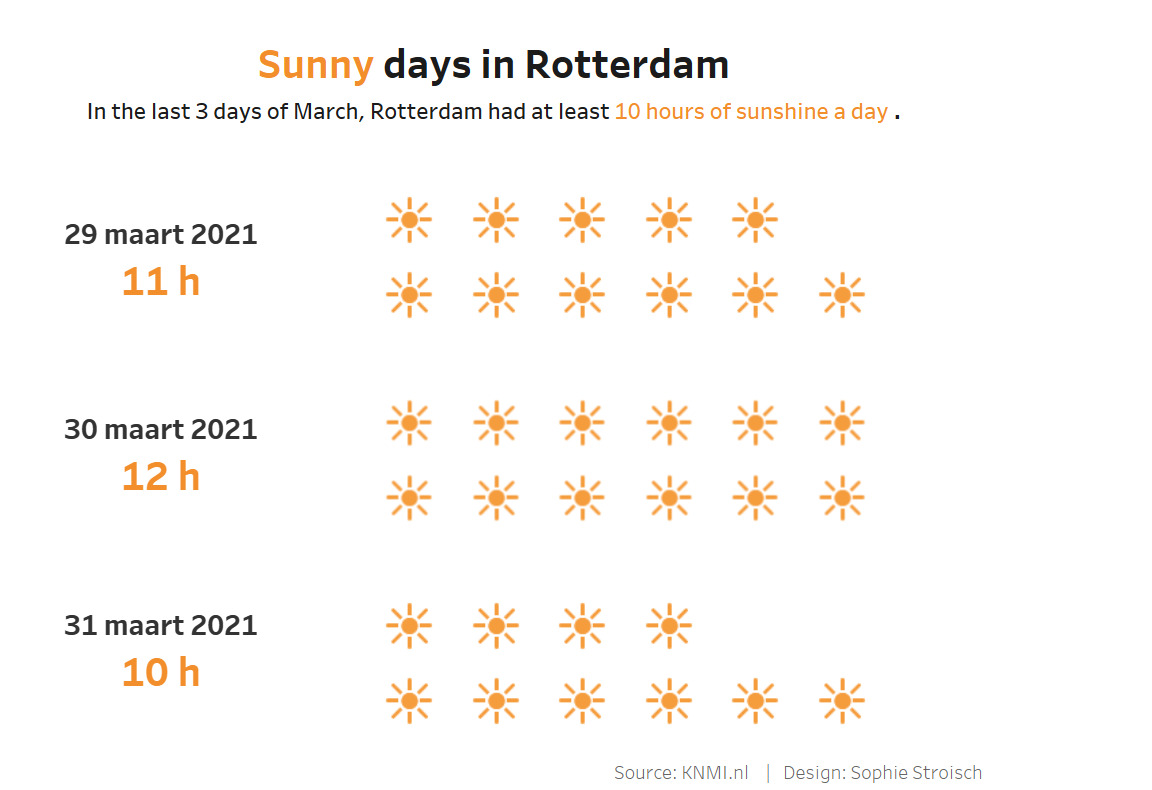 Sunny days in Rotterdam
In the last 3 days of March, Rotterdam had at least 10 hours of sunshine a day .
29 maart 2021
11 h
30 maart 2021
12 h
31 maart 2021
10 h
Source: KNMI.nl | Design: Sophie Stroisch